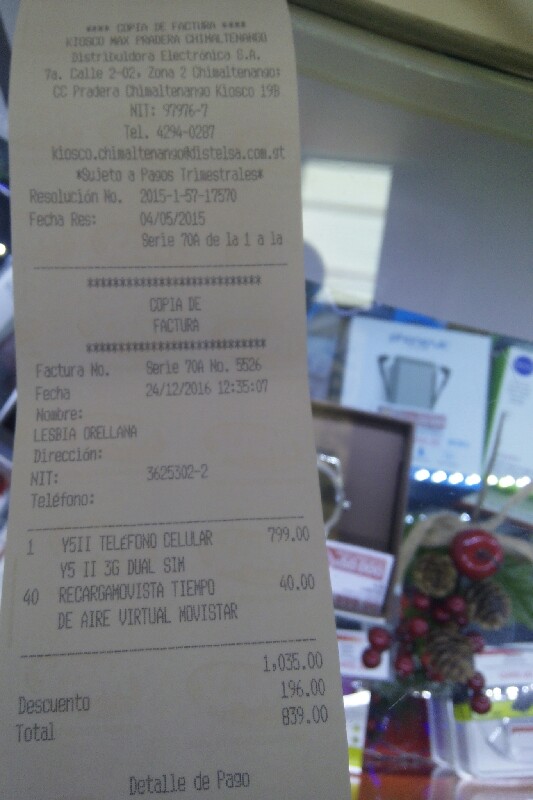 **** COPIA DE FACTURA ****
KIOSCO MAX PRADERA CHIMALTENANGO
Distribuidora Electrónica S.A.
7a. Calle 2-02, Zona 2 Chimaltenango;
CC Pradera Chimaltenango Kiosco 19B
NIT: 97976-7
Tel. 4294-0287
kiosco.chimaltenango@distelsa.com.gt
*Sujeto a Pagos Trimestrales*
Resolución No. 2015-1-57-17570
Fecha Res: 04/05/2015
Serie 70A de la 1 a la
COPIA DE
FACTURA
Factura No. Serie 70A No. 5526
Fecha 24/12/2016 12:35:07
Nombre:
LESBIA ORELLANA
Dirección:
NIT: 3625302-2
Teléfono:
1 Y5II TELéFONO CELULAR 799.00
Y5 II 3G DUAL SIM
40 RECARGAMOVISTA TIEMPO 40.00
DE AIRE VIRTUAL MOVISTAR
1,035.00
Descuento 196.00
Total 839.00
Detalle de Pago